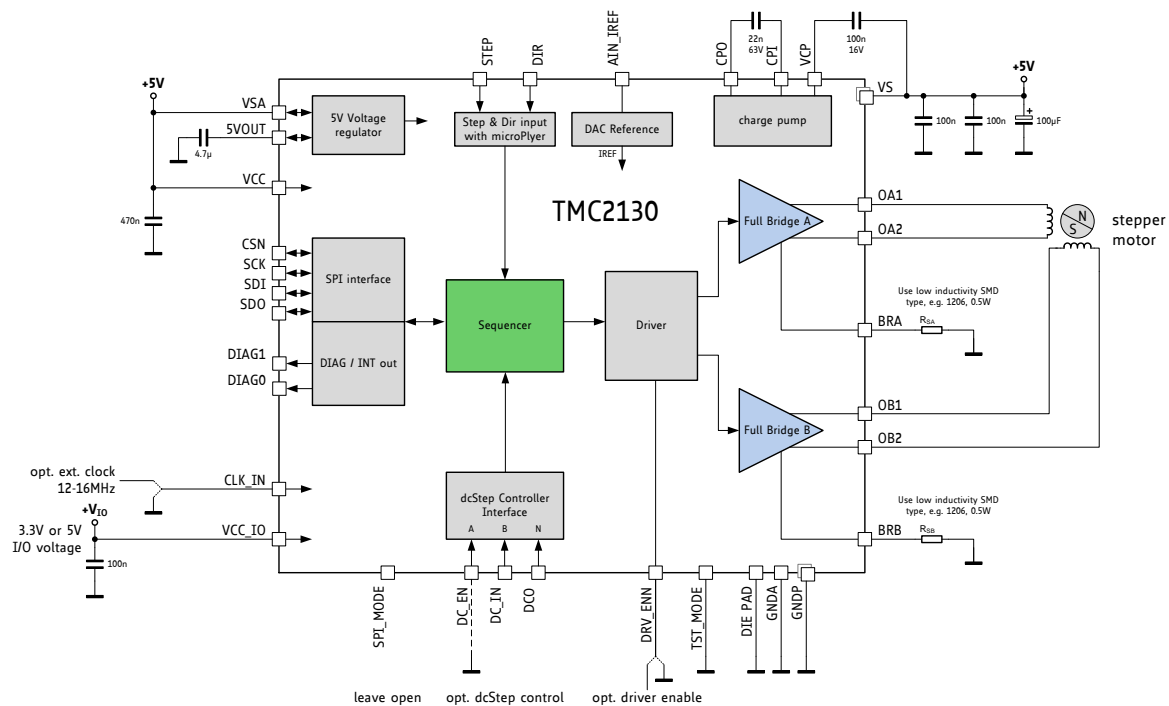 STEP
DIR
AIN_IREF
CPO
22n
63V
CPI
VCP
100n
16V
VS
+5V
100n
100n
+
100µF
+5V
VSA
5VOUT
4.7µ
5V Voltage
regulator
Step & Dir input
with microPlyer
DAC Reference
IREF
charge pump
VCC
470n
TMC2130
Full Bridge A
OA1
OA2
N
S
stepper
motor
CSN
SCK
SDI
SDO
SPI interface
DIAG / INT out
DIAG1
DIAG0
Sequencer
Driver
Use low inductivity SMD
type, e.g. 1206, 0.5W
BRA
RSA
Full Bridge B
OB1
OB2
opt. ext. clock
12-16MHz
CLK_IN
+VIO
3.3V or 5V
I/O voltage
VCC_IO
100n
dcStep Controller
Interface
A B N
Use low inductivity SMD
type, e.g. 1206, 0.5W
BRB
RSB
SPI_MODE
DC_EN
DC_IN
DCO
DRV_ENN
TST_MODE
DIE PAD
GNDA
GNDP
leave open
opt. dcStep control
opt. driver enable